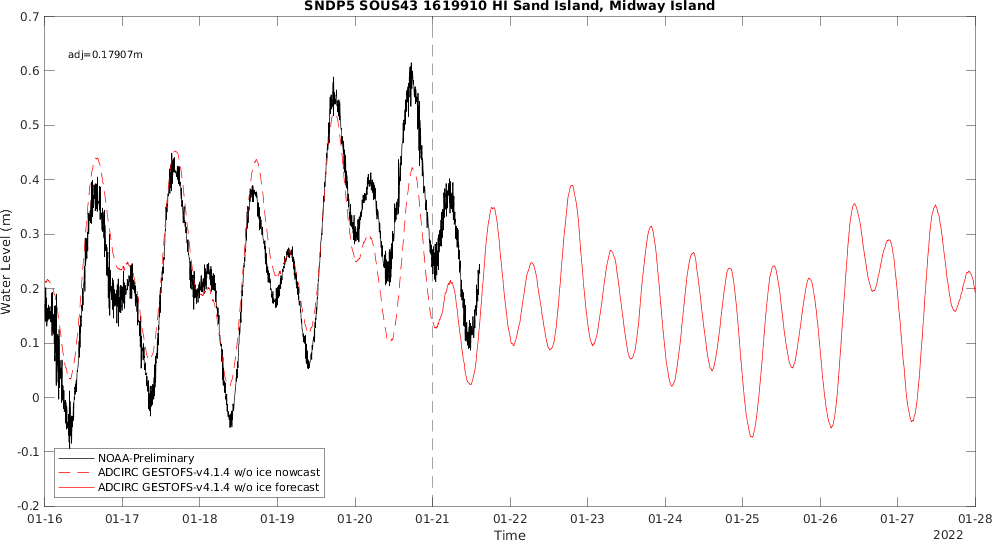 SNDP5 SOUS43 1619910 HI Sand Island, Midway Island
adj=0.17907m
Water Level (m)
0.7
0.6
0.5
0.4
0.3
0.2
0.1
0
-0.1
-0.2
NOAA-Preliminary
ADCIRC GESTOFS-v4.1.4 w/o ice nowcast
ADCIRC GESTOFS-v4.1.4 w/o ice forecast
01-16 01-17 01-18 01-19 01-20 01-21 01-22 01-23 01-24 01-25 01-26 01-27 01-28
Time
2022